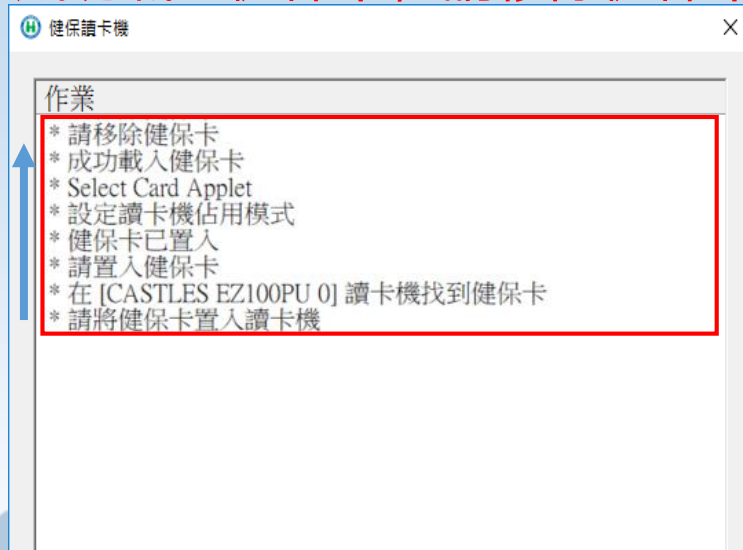 健保讀卡機
作業
* 請移除健保卡
* 成功載入健保卡
* Select Card Applet
* 設定讀卡機佔用模式
* 健保卡已置入
* 請置入健保卡
* 在 [CASTLES EZ100PU 0] 讀卡機找到健保卡
* 請將健保卡置入讀卡機